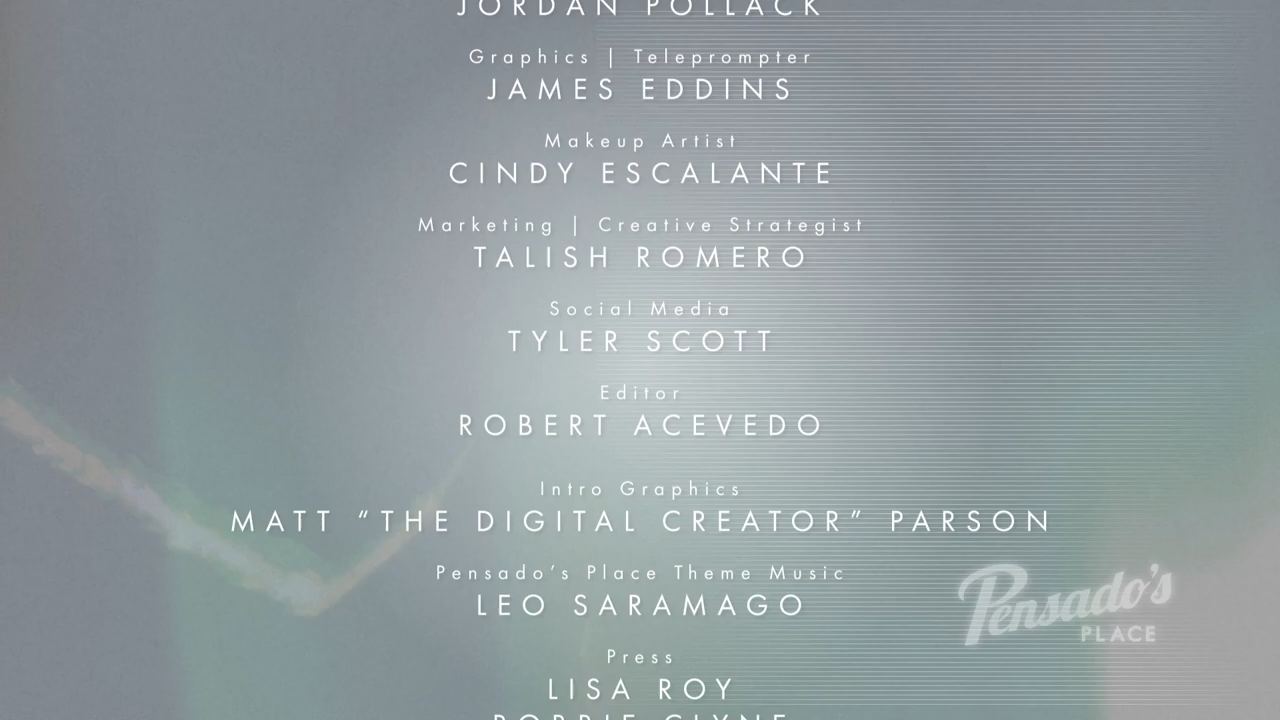 JORDAN POLLACK
Graphics | Teleprompter
JAMES EDDINS
Makeup Artist
CINDY ESCALANTE
Marketing | Creative Strategist
TALISH ROMERO
Social Media
TYLER SCOTT
Editor
ROBERT ACEVEDO
Intro Graphics
MATT “THE DIGITAL CREATOR” PARSON
Pensado’s Place Theme Music
LEO SARAMAGO
Pensado's
PLACE
Press
LISA ROY